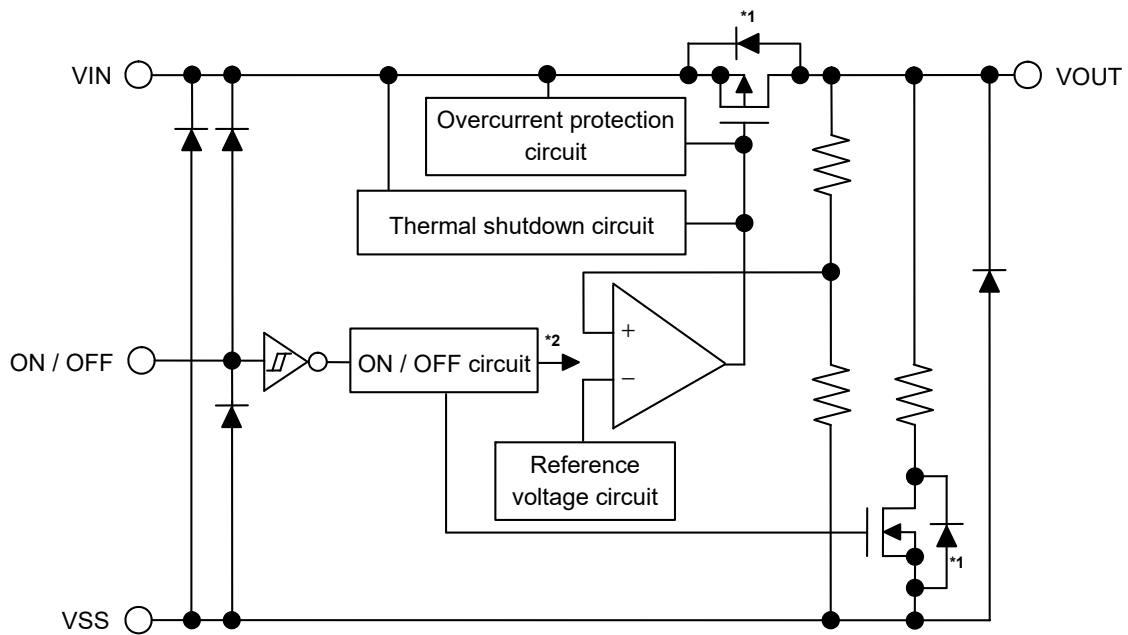 *1
VIN
VOUT
Overcurrent protection
circuit
Thermal shutdown circuit
ON / OFF
ON / OFF circuit
*2
+
−
Reference
voltage circuit
*1
VSS